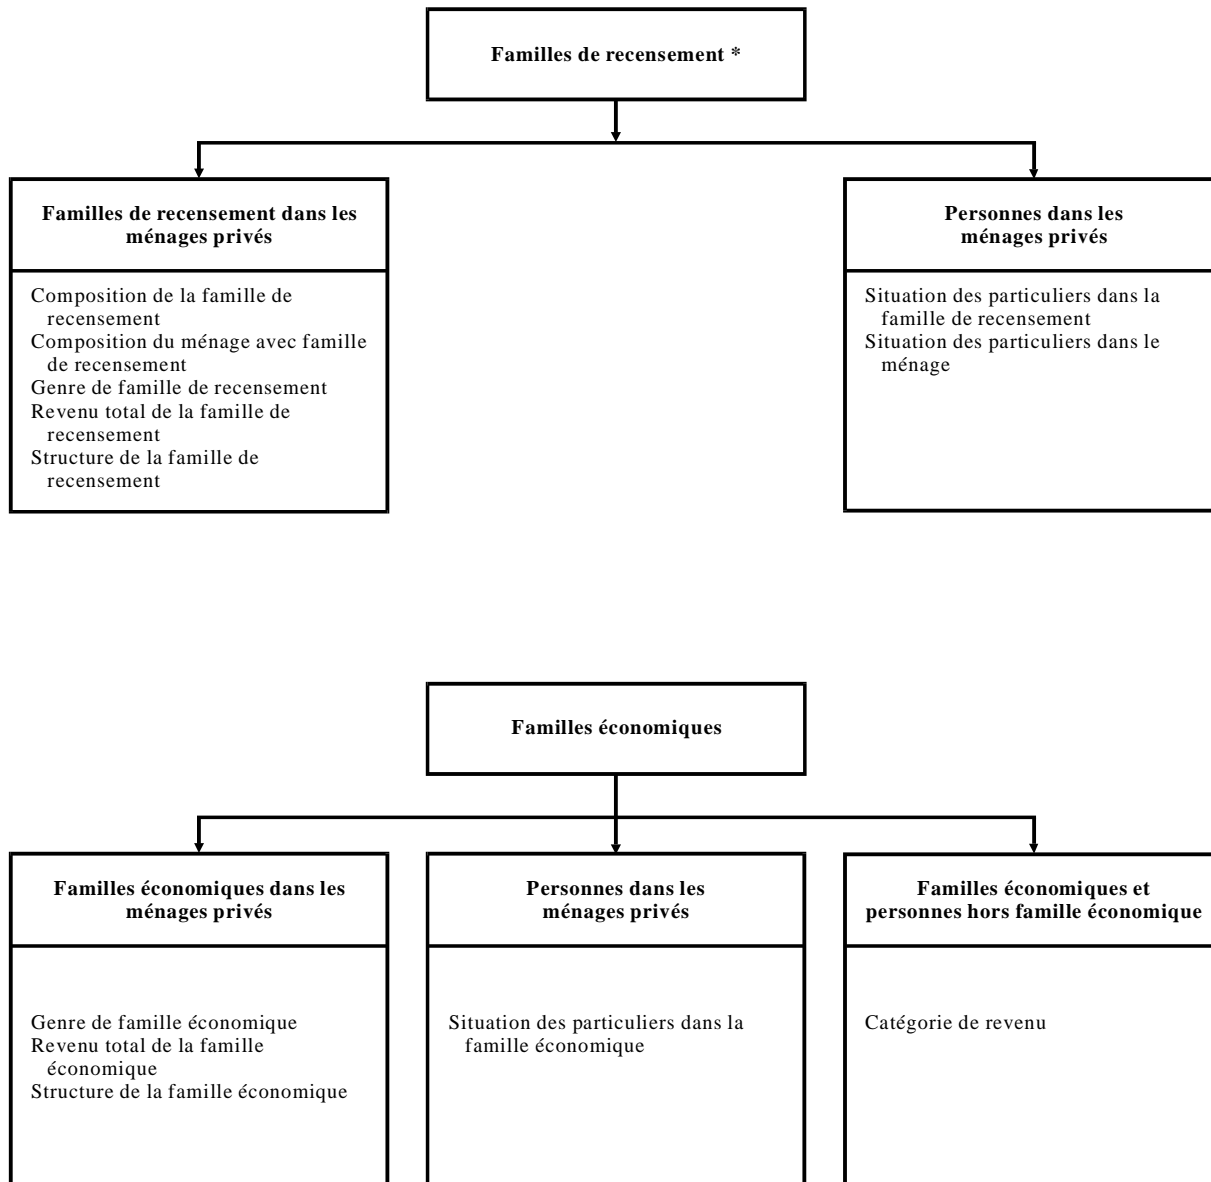 Familles de recensement *
Familles de recensement dans les
ménages privés
Composition de la famille de
recensement
Composition du ménage avec famille
de recensement
Genre de famille de recensement
Revenu total de la famille de
recensement
Structure de la famille de
recensement
Personnes dans les
ménages privés
Situation des particuliers dans la
famille de recensement
Situation des particuliers dans le
ménage
Familles économiques
Familles économiques dans les
ménages privés
Genre de famille économique
Revenu total de la famille
économique
Structure de la famille économique
Personnes dans les
ménages privés
Situation des particuliers dans la
famille économique
Familles économiques et
personnes hors famille économique
Catégorie de revenu